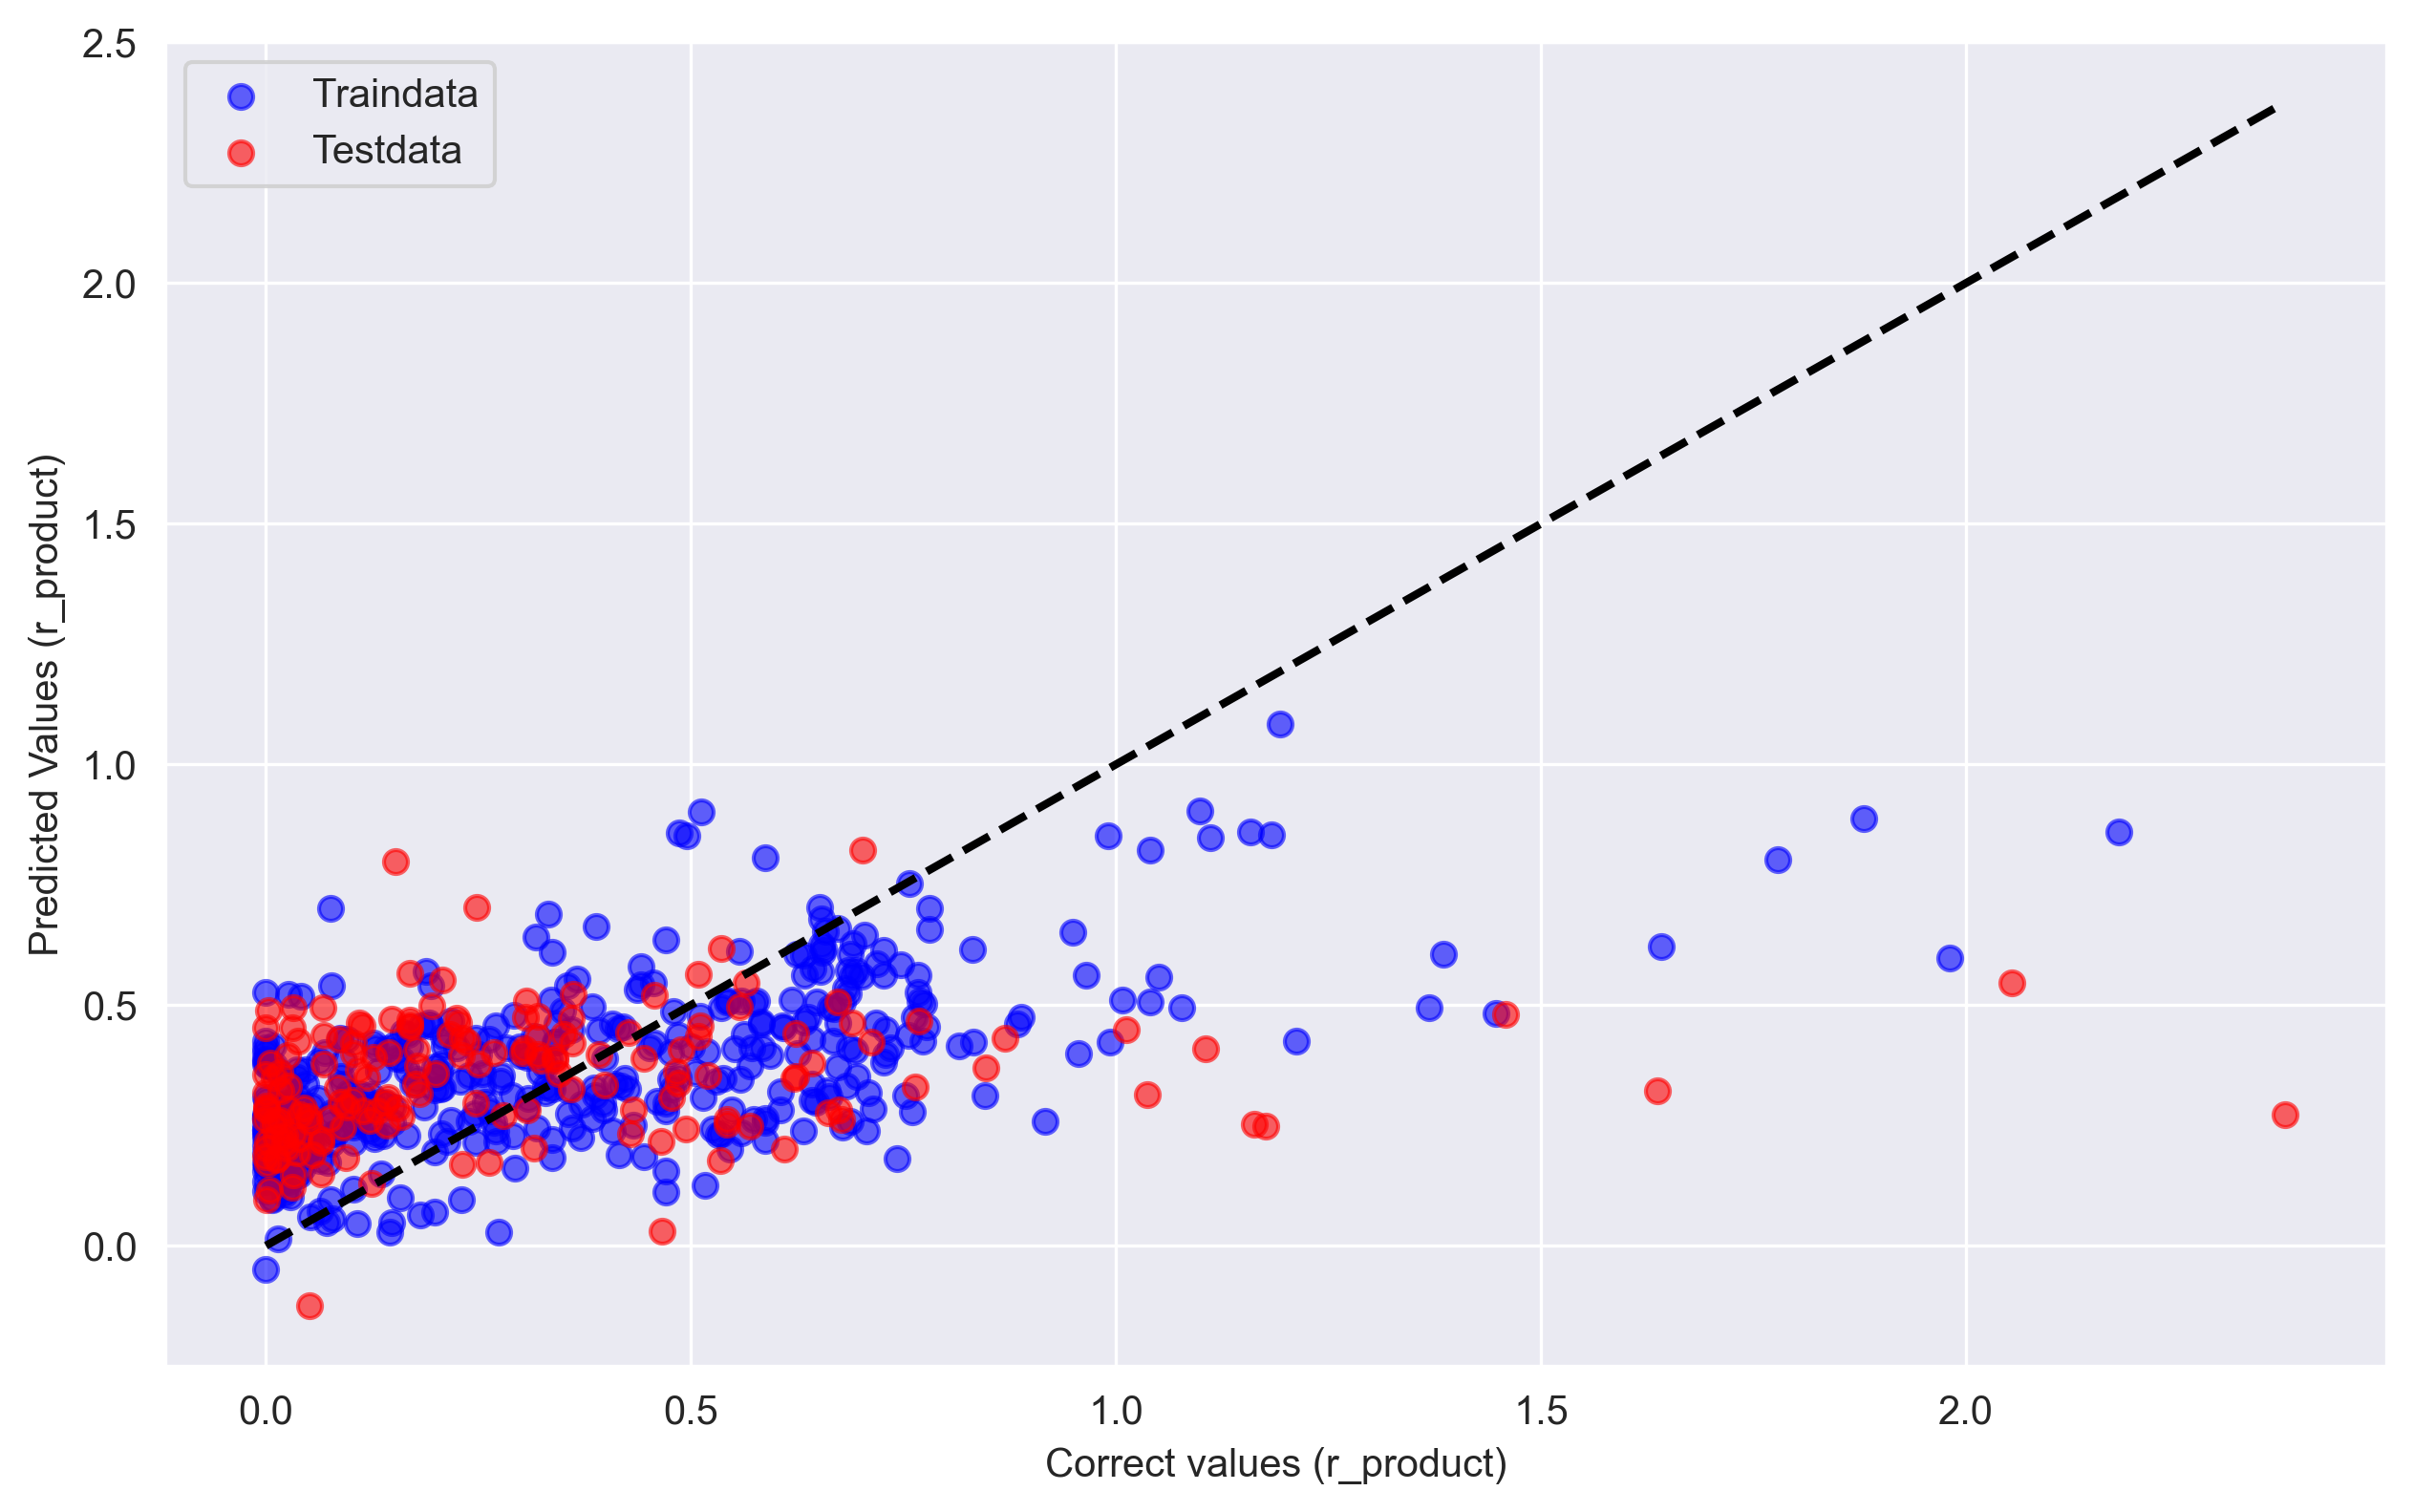 2.5
Traindata
Testdata
2.0
1.5
1.0
0.5
0.0
Predicted Values (r_product)
0.0 0.5 1.0 1.5 2.0
Correct values (r_product)